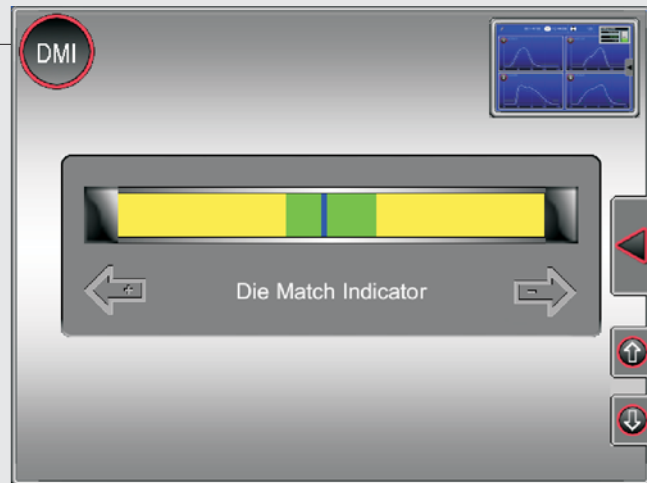 DMI
+
Die Match Indicator
-